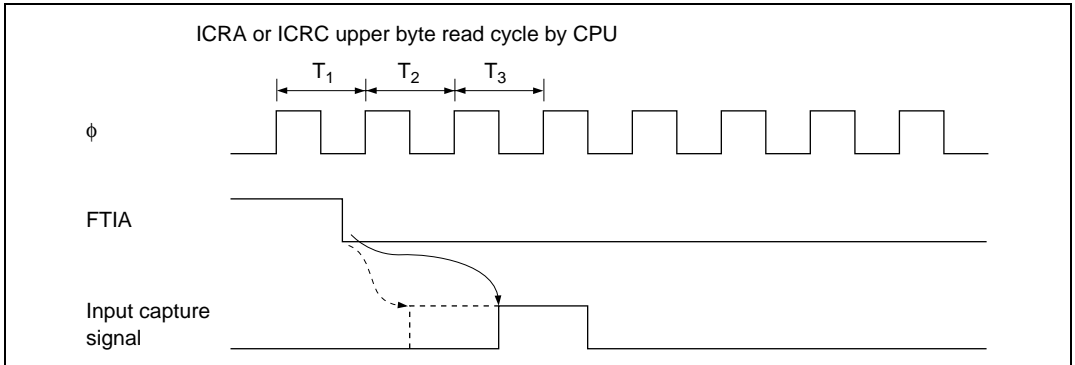 ICRA or ICRC upper byte read cycle by CPU
T1 T2 T3
ϕ
FTIA
Input capture
signal